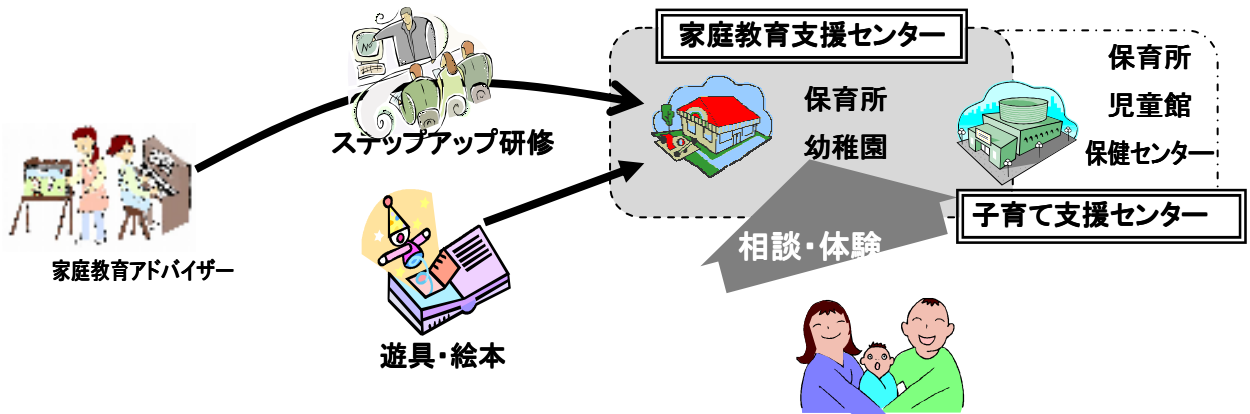 家庭教育支援センター
保育所
幼稚園
保育所
児童館
保健センター
子育て支援センター
ステップアップ研修
家庭教育アドバイザー
遊具・絵本
相談・体験